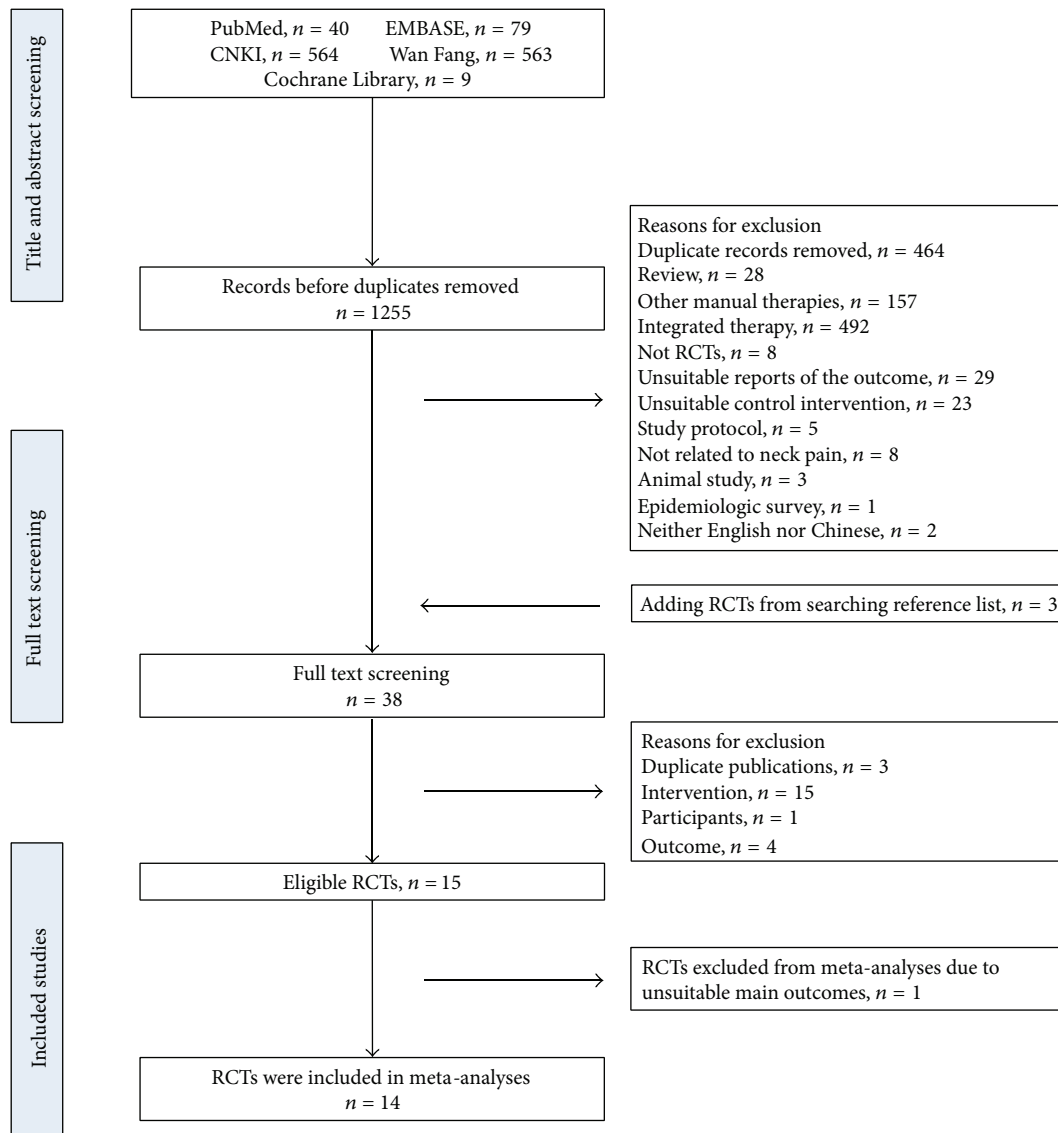 Title and abstract screening
PubMed, n = 40 EMBASE, n = 79
CNKI, n = 564 Wan Fang, n = 563
Cochrane Library, n = 9
Records before duplicates removed
n = 1255
Reasons for exclusion
Duplicate records removed, n = 464
Review, n = 28
Other manual therapies, n = 157
Integrated therapy, n = 492
Not RCTs, n = 8
Unsuitable reports of the outcome, n = 29
Unsuitable control intervention, n = 23
Study protocol, n = 5
Not related to neck pain, n = 8
Animal study, n = 3
Epidemiologic survey, n = 1
Neither English nor Chinese, n = 2
Full text screening
Adding RCTs from searching reference list, n = 3
Full text screening
n = 38
Reasons for exclusion
Duplicate publications, n = 3
Intervention, n = 15
Participants, n = 1
Outcome, n = 4
Included studies
Eligible RCTs, n = 15
RCTs excluded from meta-analyses due to
unsuitable main outcomes, n = 1
RCTs were included in meta-analyses
n = 14